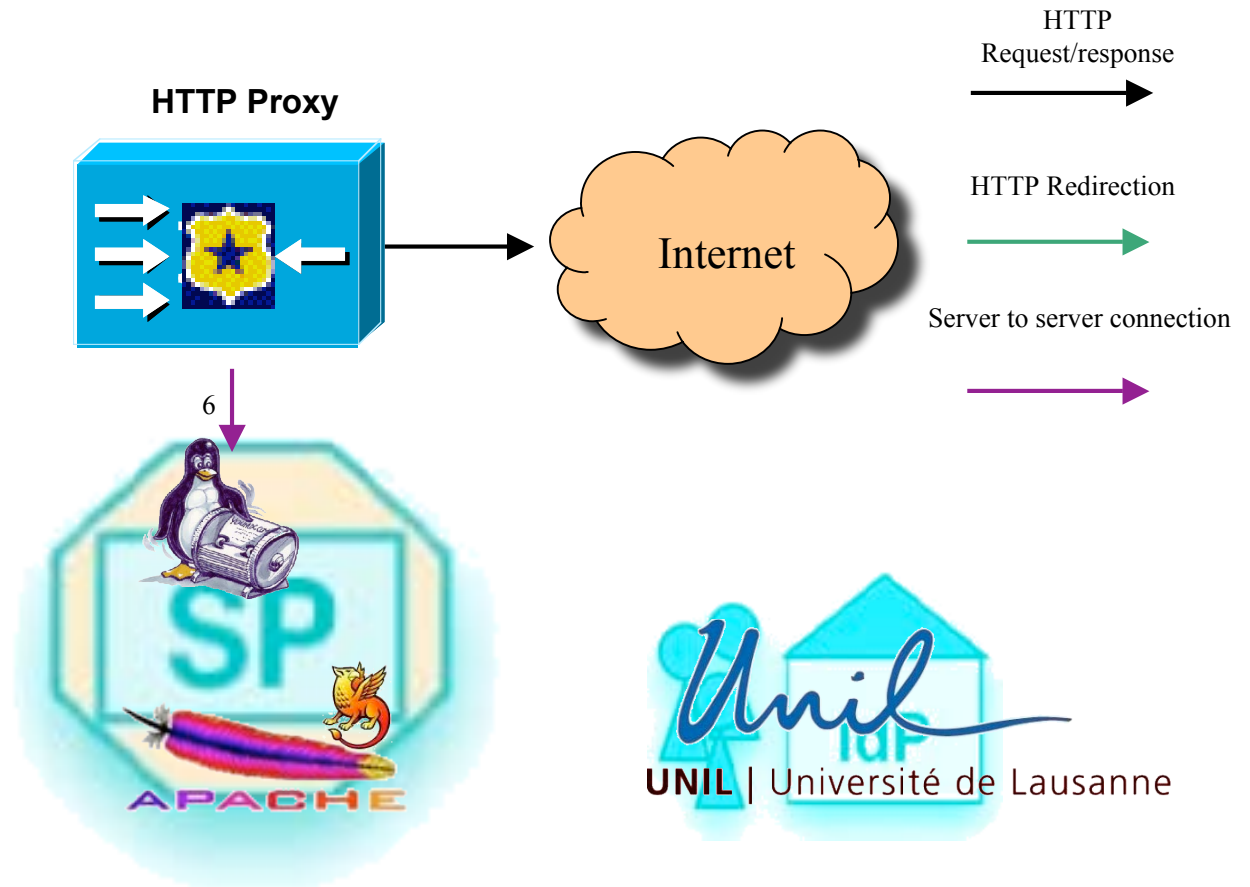 HTTP
Request/response
HTTP Proxy
HTTP Redirection
Internet
Server to server connection
6
SP
APACHE
Unil
IdP
UNIL | Université de Lausanne